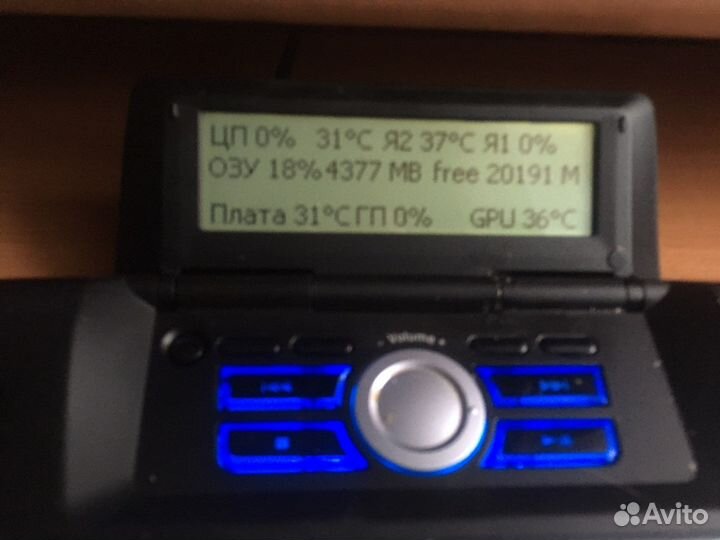 ЦП 0% 31°C Я2 37°C Я1 0%
ОЗУ 18% 4377 MB free 20191 M
Плата 31°C ГП 0% GPU 36°C
- Volume +
Avito